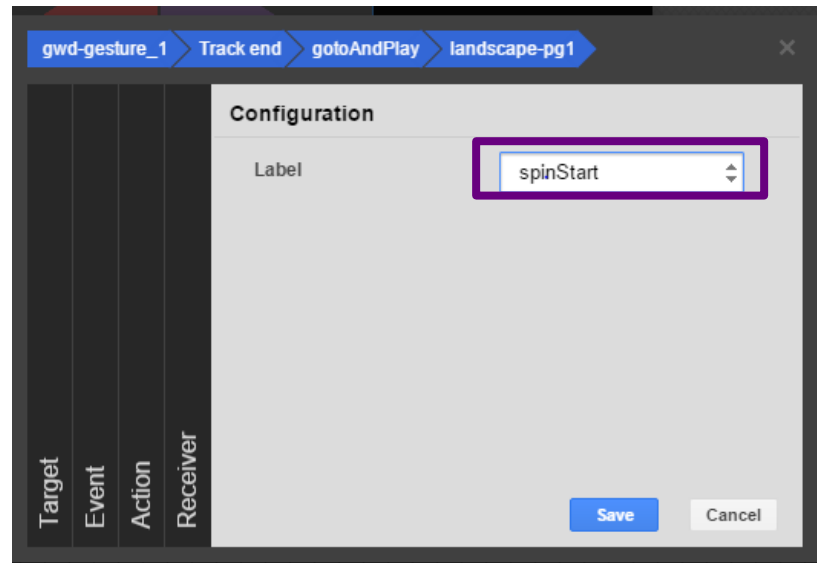 gwd-gesture_1 Track end gotoAndPlay landscape-pg1
Configuration
Label spinStart
Target
Event
Action
Receiver
Save Cancel